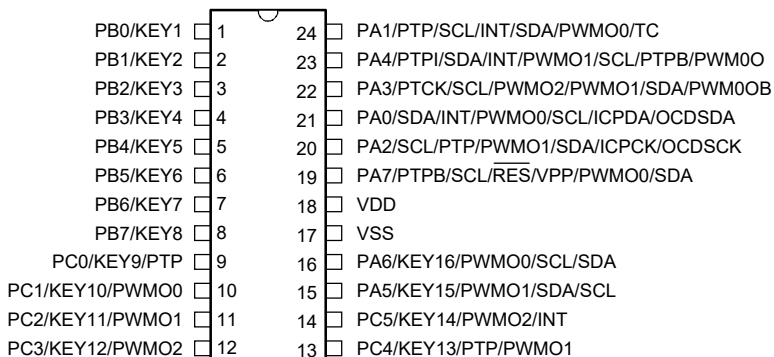 PB0/KEY1 1 24 PA1/PTP/SCL/INT/SDA/PWMO0/TC
PB1/KEY2 2 23 PA4/PTPI/SDA/INT/PWMO1/SCL/PTPB/PWM0O
PB2/KEY3 3 22 PA3/PTCK/SCL/PWMO2/PWMO1/SDA/PWM0OB
PB3/KEY4 4 21 PA0/SDA/INT/PWMO0/SCL/ICPDA/OCDSDA
PB4/KEY5 5 20 PA2/SCL/PTP/PWMO1/SDA/ICPCK/OCDSCK
PB5/KEY6 6 19 PA7/PTPB/SCL/RES/VPP/PWMO0/SDA
PB6/KEY7 7 18 VDD
PB7/KEY8 8 17 VSS
PC0/KEY9/PTP 9 16 PA6/KEY16/PWMO0/SCL/SDA
PC1/KEY10/PWMO0 10 15 PA5/KEY15/PWMO1/SDA/SCL
PC2/KEY11/PWMO1 11 14 PC5/KEY14/PWMO2/INT
PC3/KEY12/PWMO2 12 13 PC4/KEY13/PTP/PWMO1